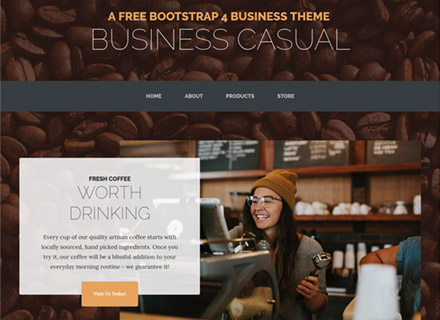 A FREE BOOTSTRAP 4 BUSINESS THEME
BUSINESS CASUAL
HOME ABOUT PRODUCTS STORE
FRESH COFFEE
WORTH
DRINKING
Every cup of our quality artisan coffee starts with
locally sourced, hand picked ingredients. Once you
try it, our coffee will be a blissful addition to your
everyday morning routine - we guarantee it!
Visit Us Today!